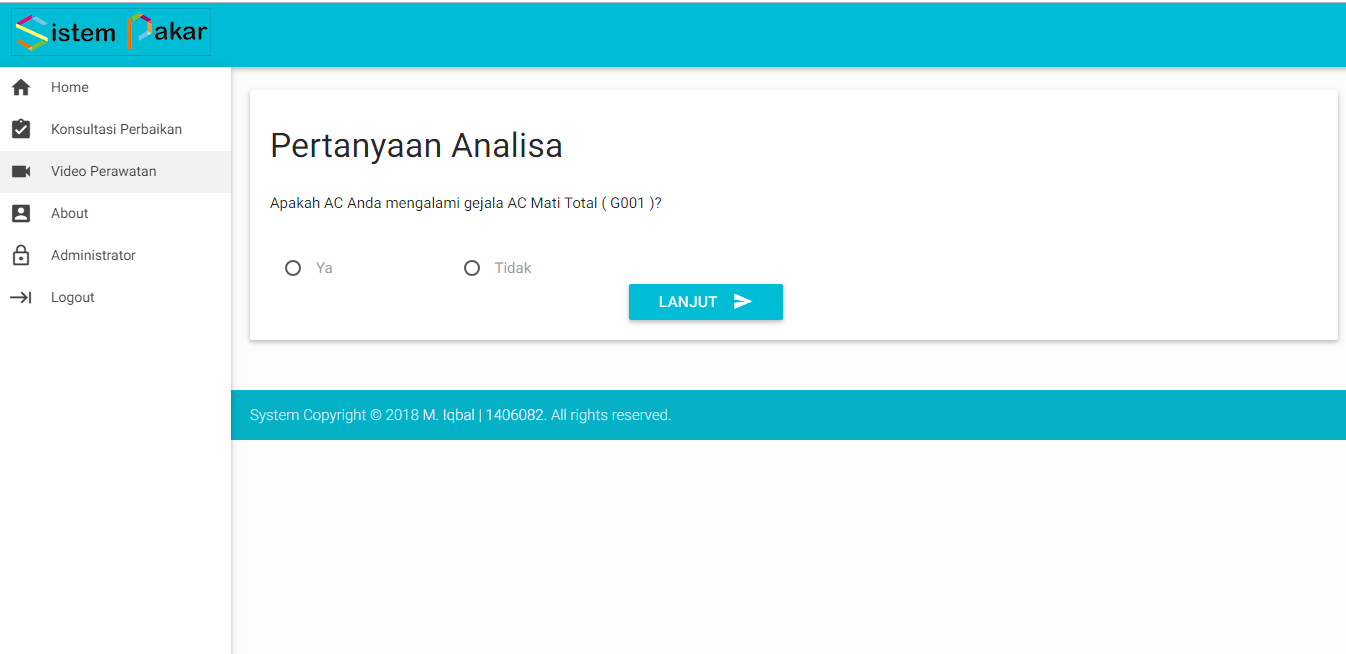 Sistem Pakar
Home
Konsultasi Perbaikan
Video Perawatan
About
Administrator
Logout
Pertanyaan Analisa
Apakah AC Anda mengalami gejala AC Mati Total ( G001 )?
Ya
Tidak
LANJUT
System Copyright © 2018 M. Iqbal | 1406082. All rights reserved.